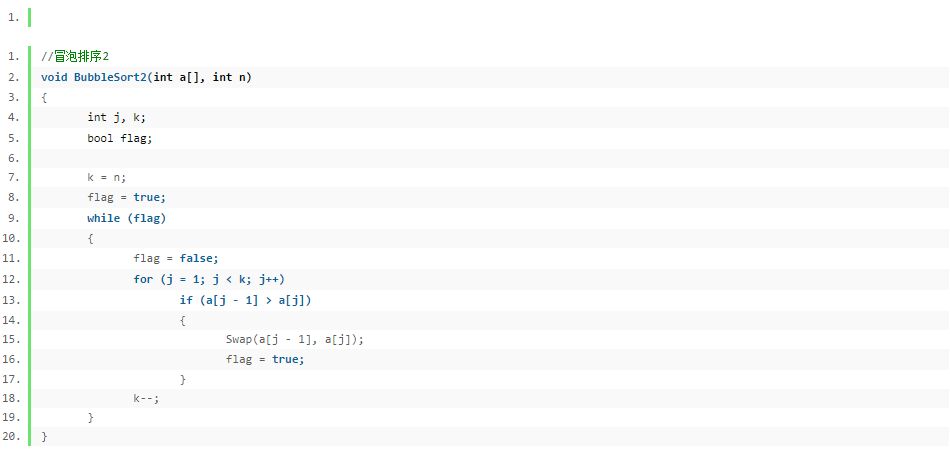 1.
1. //冒泡排序2
2. void BubbleSort2(int a[], int n)
3. {
4. int j, k;
5. bool flag;
6.
7. k = n;
8. flag = true;
9. while (flag)
10. {
11. flag = false;
12. for (j = 1; j < k; j++)
13. if (a[j - 1] > a[j])
14. {
15. Swap(a[j - 1], a[j]);
16. flag = true;
17. }
18. k--;
19. }
20. }